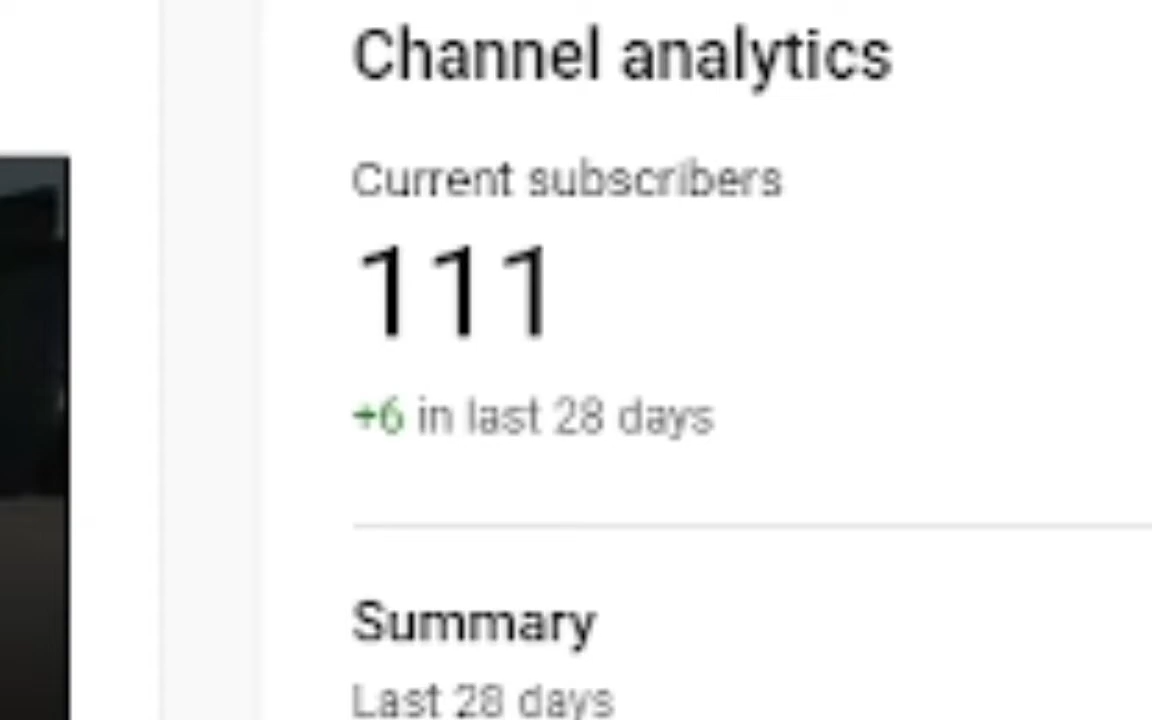 Channel analytics
Current subscribers
111
+6 in last 28 days
Summary
Last 28 days